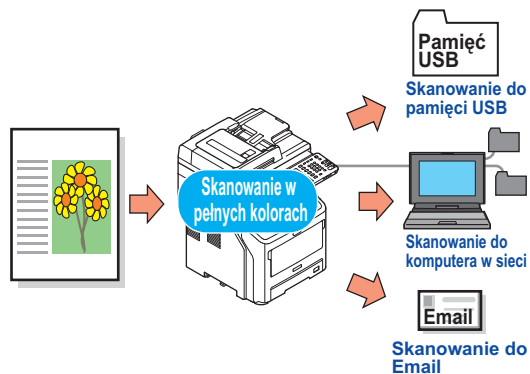 Pamięć
USB
Skanowanie do
pamięci USB
Skanowanie w
pełnych kolorach
Skanowanie do
komputera w sieci
Email
Skanowanie do
Email